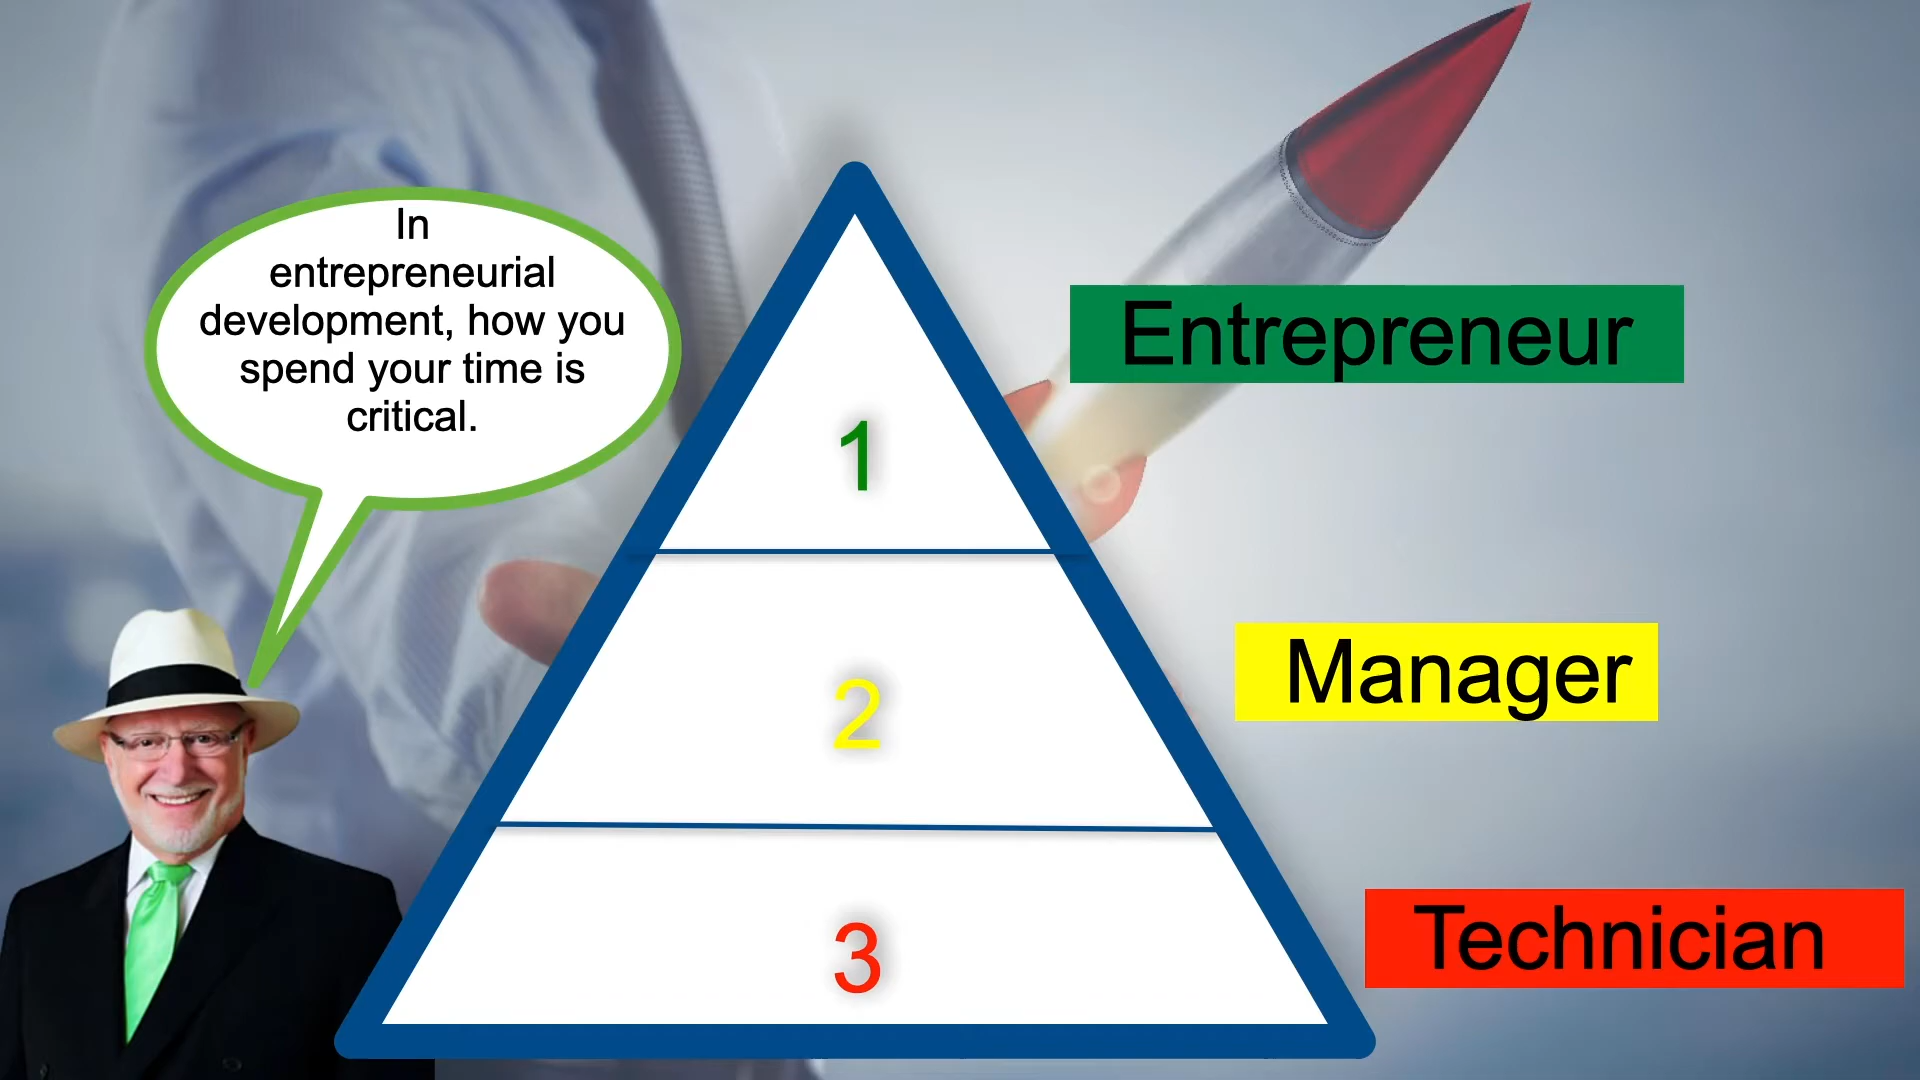 In
entrepreneurial
development, how you
spend your time is
critical.
1
Entrepreneur
2
Manager
3
Technician